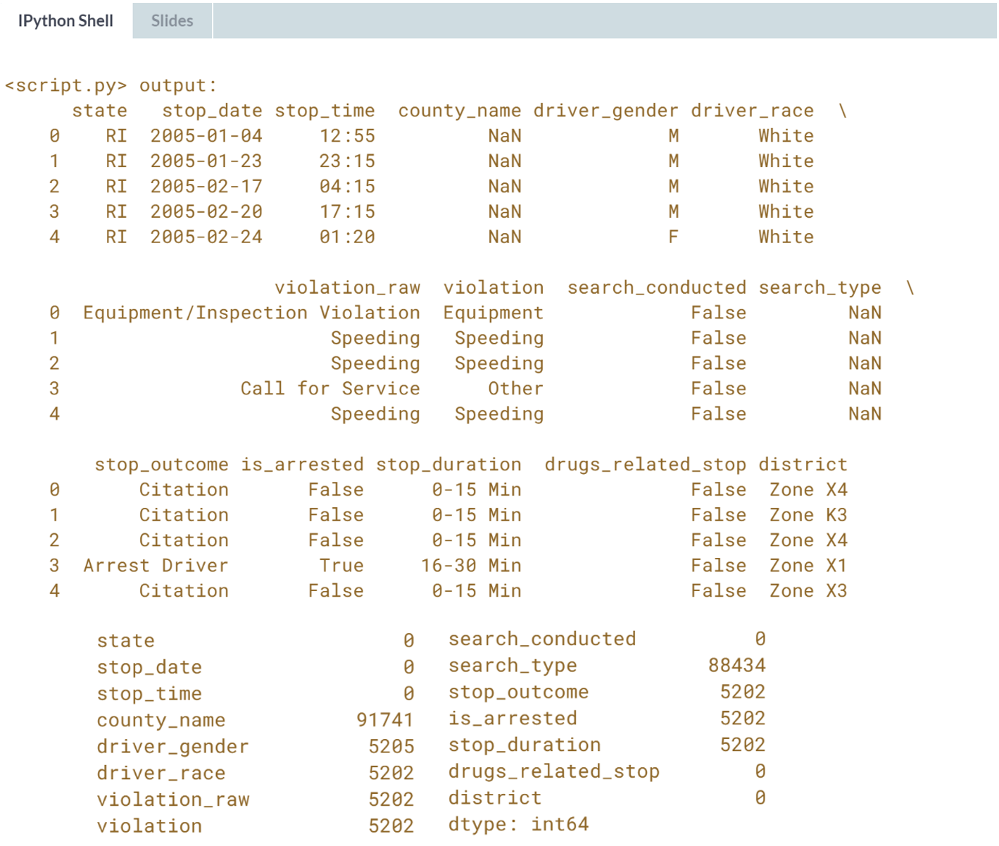 IPython Shell Slides
<script.py> output:
state stop_date stop_time county_name driver_gender driver_race \
0 RI 2005-01-04 12:55 NaN M White
1 RI 2005-01-23 23:15 NaN M White
2 RI 2005-02-17 04:15 NaN M White
3 RI 2005-02-20 17:15 NaN M White
4 RI 2005-02-24 01:20 NaN F White
violation_raw violation search_conducted search_type \
0 Equipment/Inspection Violation Equipment False NaN
1 Speeding Speeding False NaN
2 Speeding Speeding False NaN
3 Call for Service Other False NaN
4 Speeding Speeding False NaN
stop_outcome is_arrested stop_duration drugs_related_stop district
0 Citation False 0-15 Min False Zone X4
1 Citation False 0-15 Min False Zone K3
2 Citation False 0-15 Min False Zone X4
3 Arrest Driver True 16-30 Min False Zone X1
4 Citation False 0-15 Min False Zone X3
state 0
stop_date 0
stop_time 0
county_name 91741
driver_gender 5205
driver_race 5202
violation_raw 5202
violation 5202
search_conducted 0
search_type 88434
stop_outcome 5202
is_arrested 5202
stop_duration 5202
drugs_related_stop 0
district 0
dtype: int64